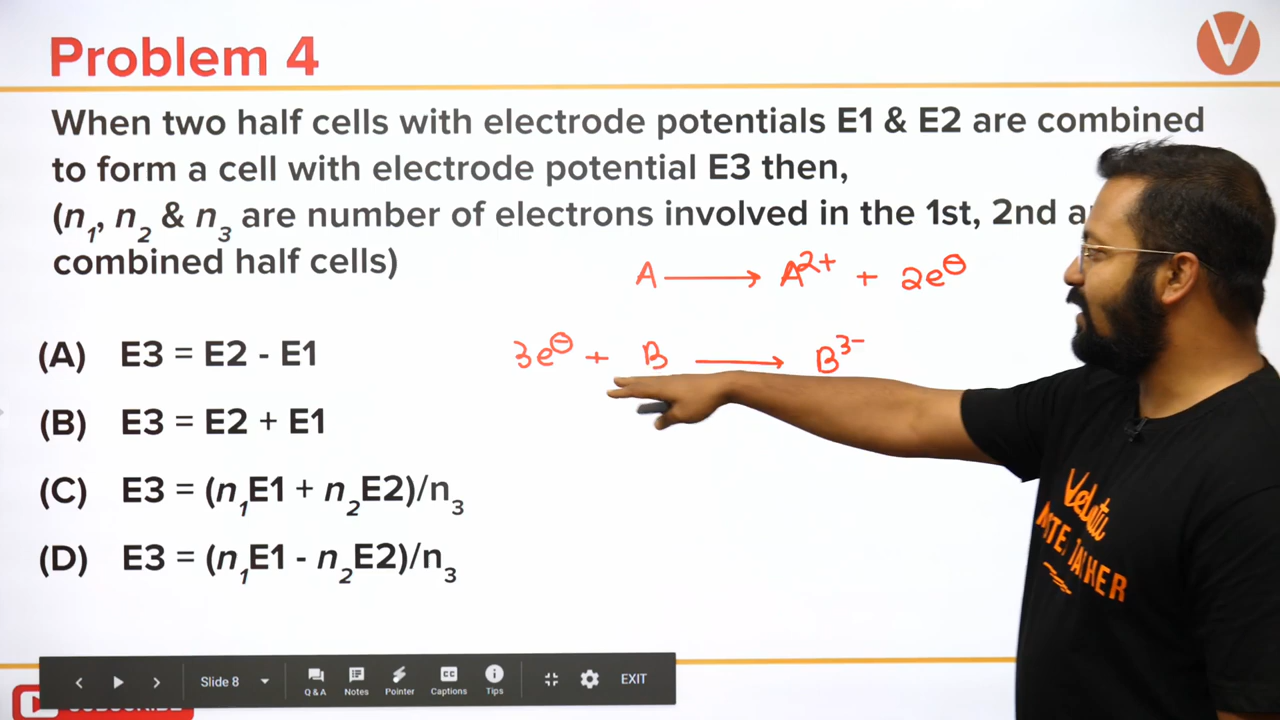 Problem 4
When two half cells with electrode potentials E1 & E2 are combined
to form a cell with electrode potential E3 then,
(n₁, n₂ & n₃ are number of electrons involved in the 1st, 2nd
combined half cells)
A ⟶ A²⁺ + 2e⊖
3e⊖ + B ⟶ B³⁻
(A) E3 = E2 - E1
(B) E3 = E2 + E1
(C) E3 = (n₁E1 + n₂E2)/n₃
(D) E3 = (n₁E1 - n₂E2)/n₃
Vedantu
Slide 8
Q & A
Notes
Pointer
CC
Captions
Tips
EXIT
SUBSCRIBE